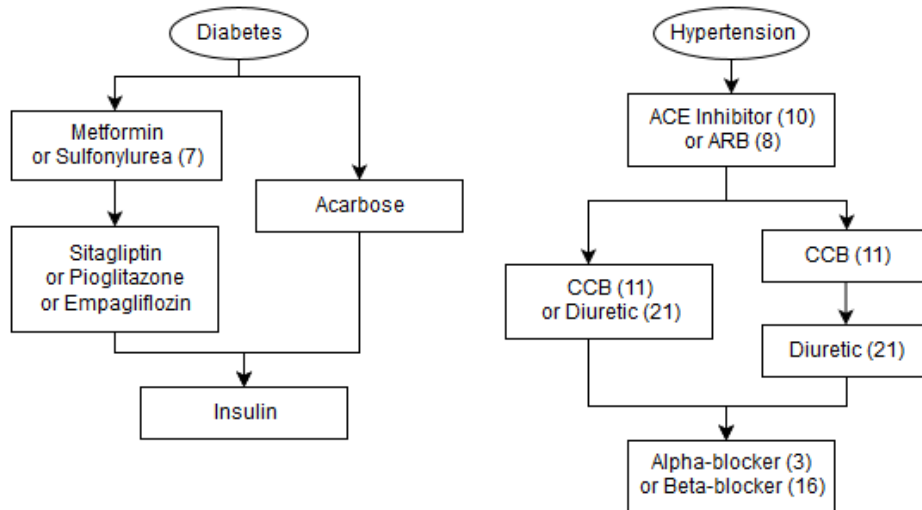 Diabetes
Metformin
or Sulfonylurea (7)
Acarbose
Sitagliptin
or Pioglitazone
or Empagliflozin
Insulin
Hypertension
ACE Inhibitor (10)
or ARB (8)
CCB (11)
or Diuretic (21)
CCB (11)
Diuretic (21)
Alpha-blocker (3)
or Beta-blocker (16)